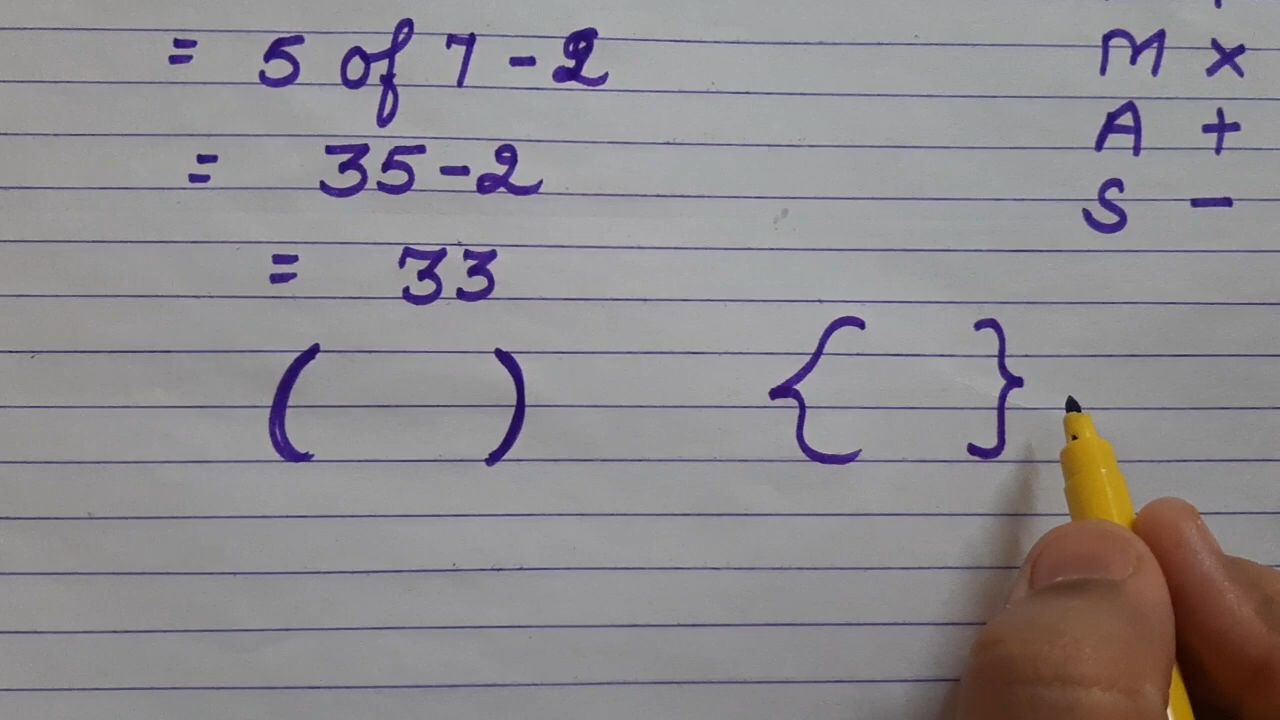 = 5 of 7 - 2
= 35 - 2
= 33
( )
{ }
M ×
A +
S -